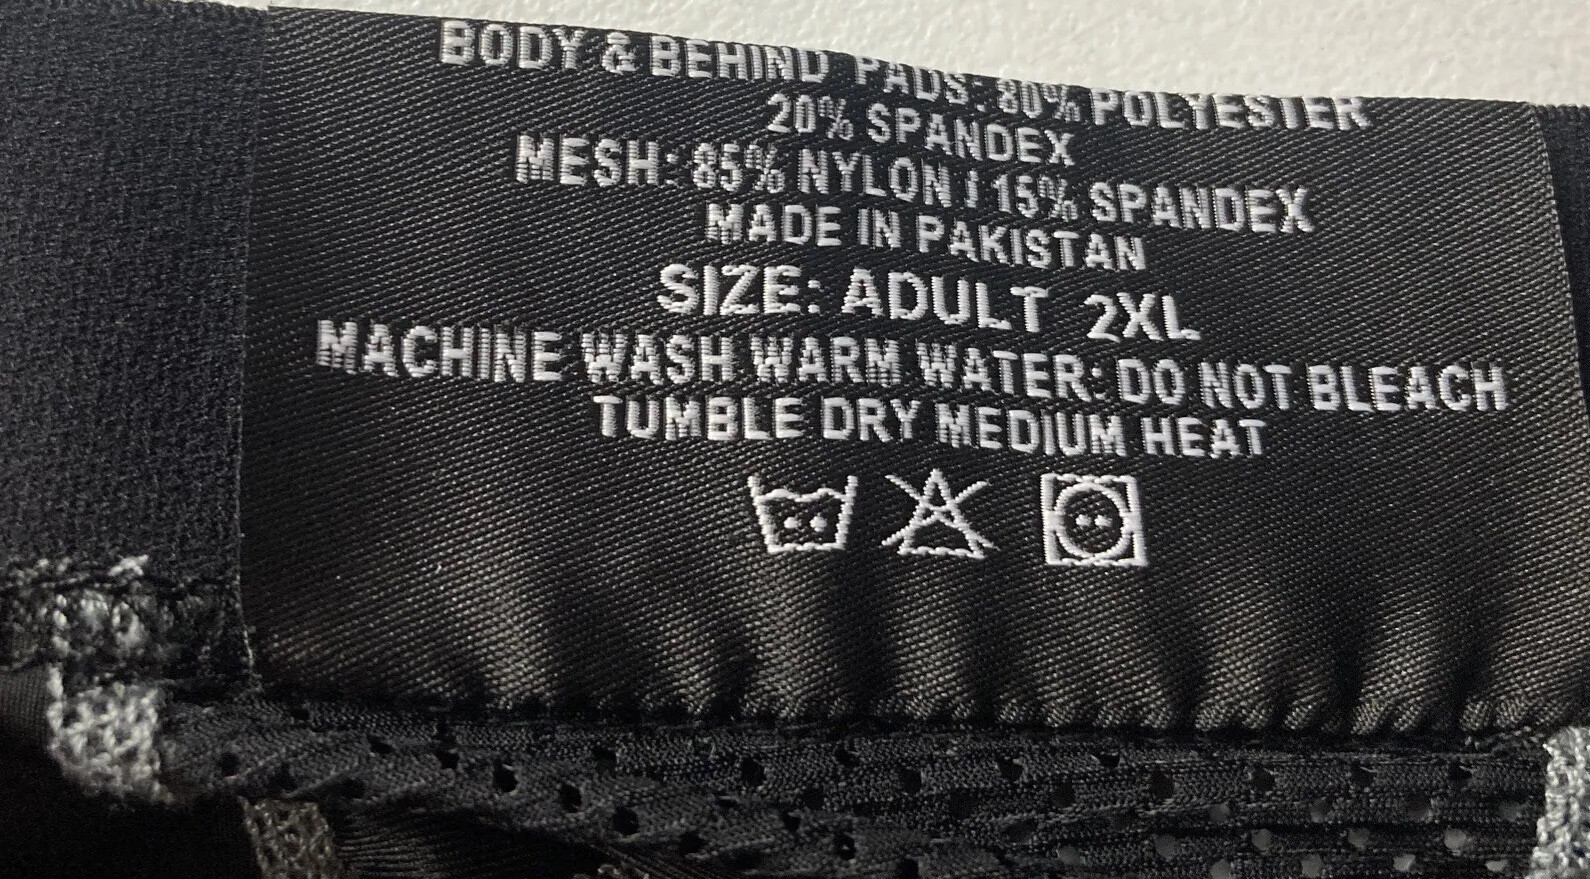 BODY & BEHIND PADS: 80% POLYESTER
20% SPANDEX
MESH: 85% NYLON / 15% SPANDEX
MADE IN PAKISTAN
SIZE: ADULT 2XL
MACHINE WASH WARM WATER: DO NOT BLEACH
TUMBLE DRY MEDIUM HEAT